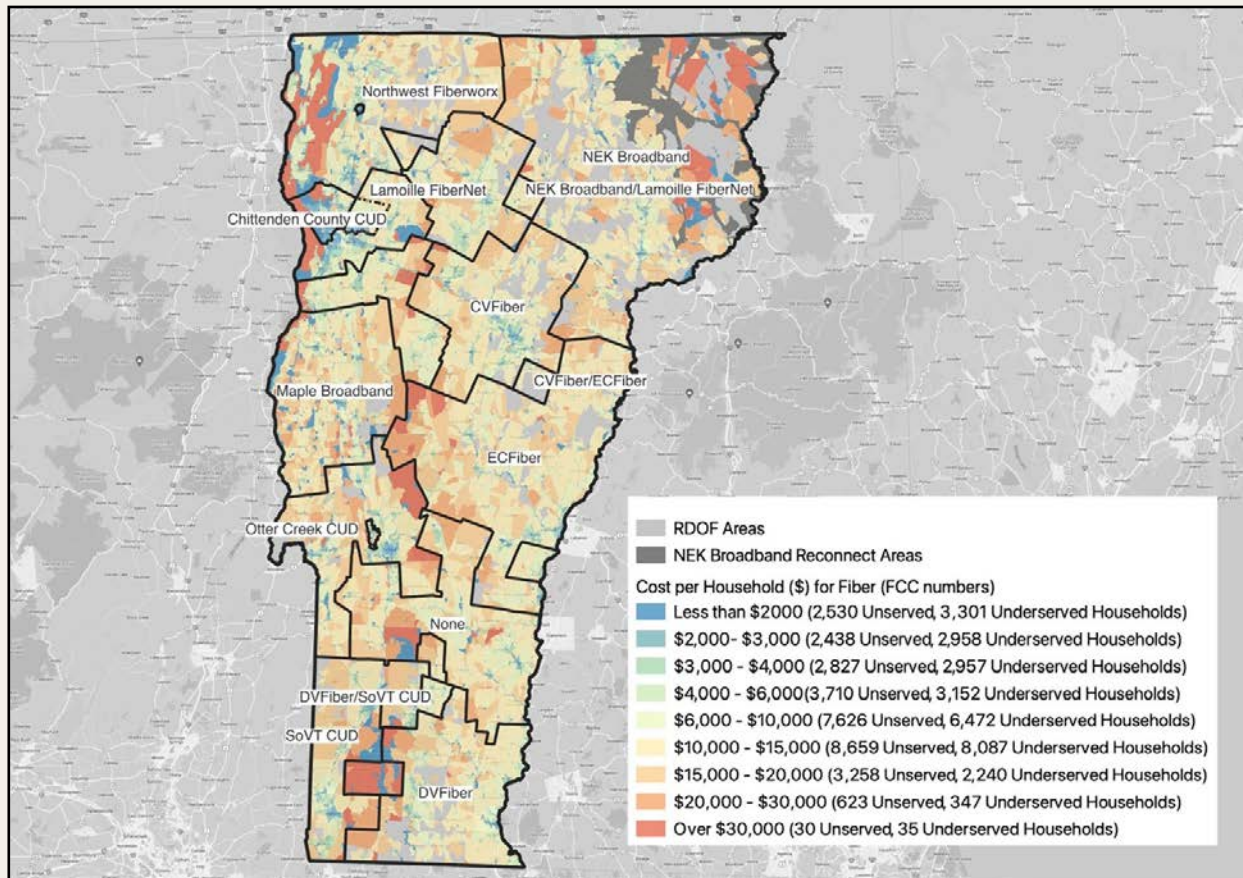 Northwest Fiberworx
NEK Broadband
Lamoille FiberNet
NEK Broadband/Lamoille FiberNet
Chittenden County CUD
CVFiber
CVFiber/ECFiber
Maple Broadband
ECFiber
Otter Creek CUD
None
DVFiber/SoVT CUD
SoVT CUD
DVFiber
RDOF Areas
NEK Broadband Reconnect Areas
Cost per Household ($) for Fiber (FCC numbers)
Less than $2000 (2,530 Unserved, 3,301 Underserved Households)
$2,000- $3,000 (2,438 Unserved, 2,958 Underserved Households)
$3,000 - $4,000 (2,827 Unserved, 2,957 Underserved Households)
$4,000 - $6,000(3,710 Unserved, 3,152 Underserved Households)
$6,000 - $10,000 (7,626 Unserved, 6,472 Underserved Households)
$10,000 - $15,000 (8,659 Unserved, 8,087 Underserved Households)
$15,000 - $20,000 (3,258 Unserved, 2,240 Underserved Households)
$20,000 - $30,000 (623 Unserved, 347 Underserved Households)
Over $30,000 (30 Unserved, 35 Underserved Households)